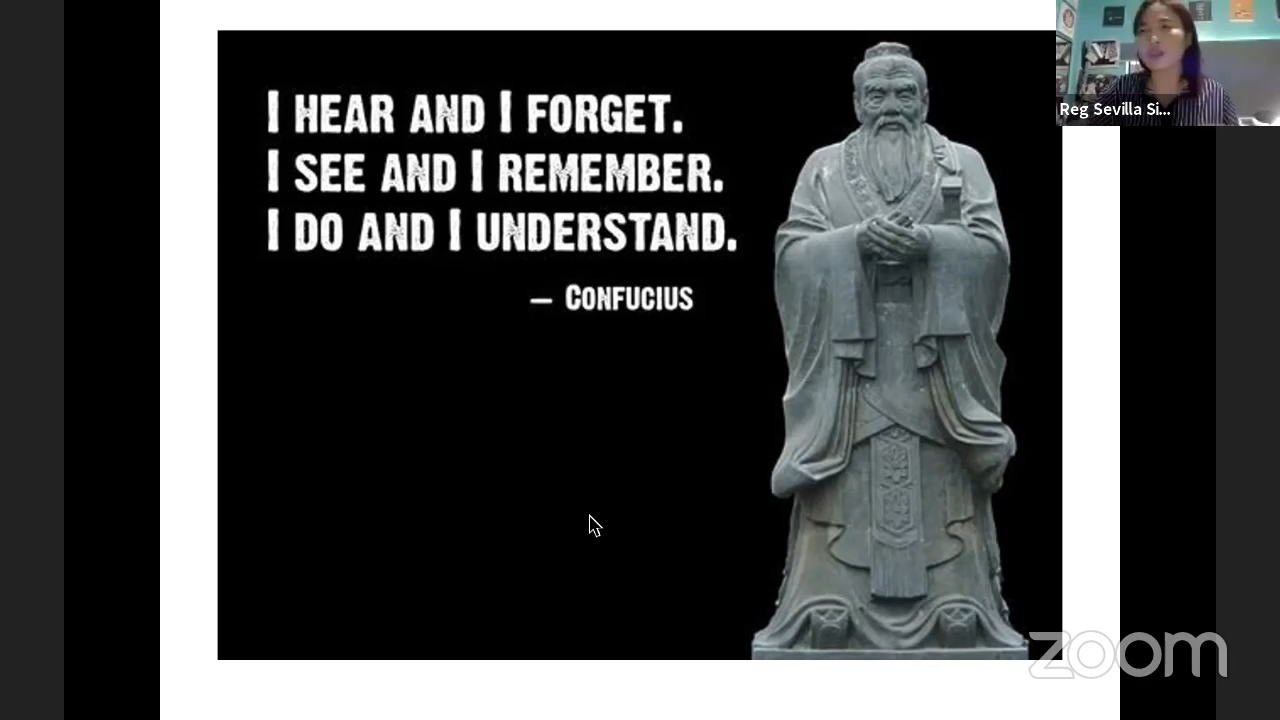 I HEAR AND I FORGET.
I SEE AND I REMEMBER.
I DO AND I UNDERSTAND.
– CONFUCIUS
Reg Sevilla Si...
zoom